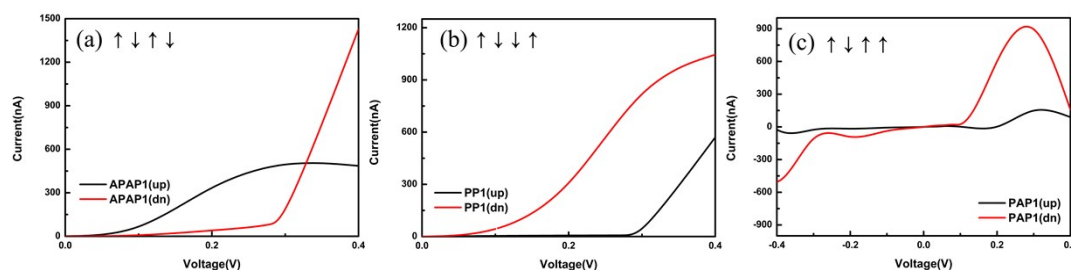 (a) ↑ ↓ ↑ ↓
Current(nA)
1500
1200
900
600
300
0
APAP1(up)
APAP1(dn)
0.0 0.2 0.4
Voltage(V)
(b) ↑ ↓ ↓ ↑
Current(nA)
1200
900
600
300
0
PP1(up)
PP1(dn)
0.0 0.2 0.4
Voltage(V)
(c) ↑ ↓ ↑ ↑
Current(nA)
900
600
300
0
-300
-600
-900
PAP1(up)
PAP1(dn)
-0.4 -0.2 0.0 0.2 0.4
Voltage(V)